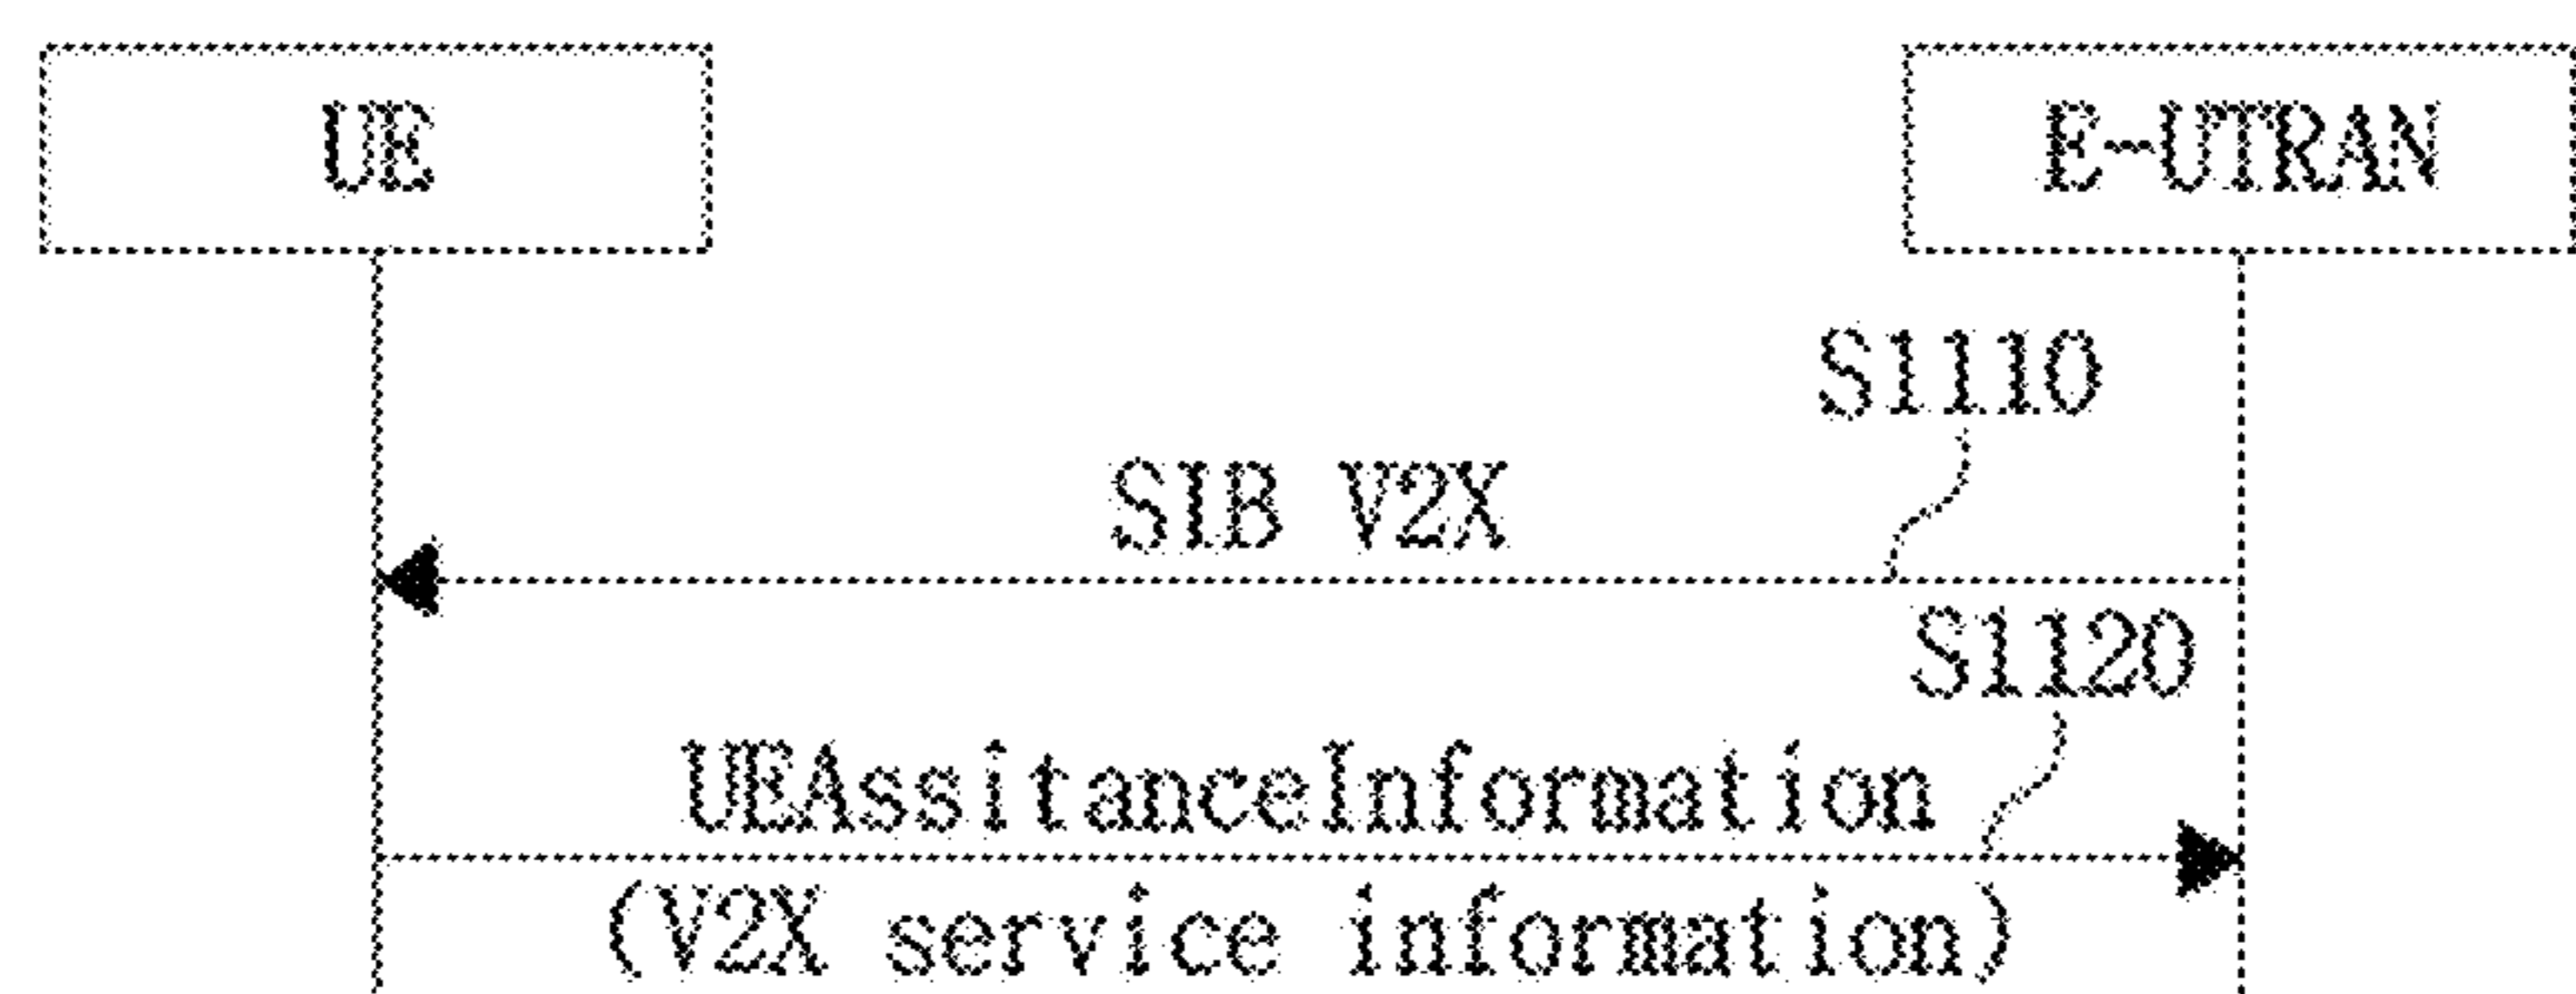 UE
E-UTRAN
S1110
SIB V2X
S1120
UEAssitanceInformation
(V2X service information)